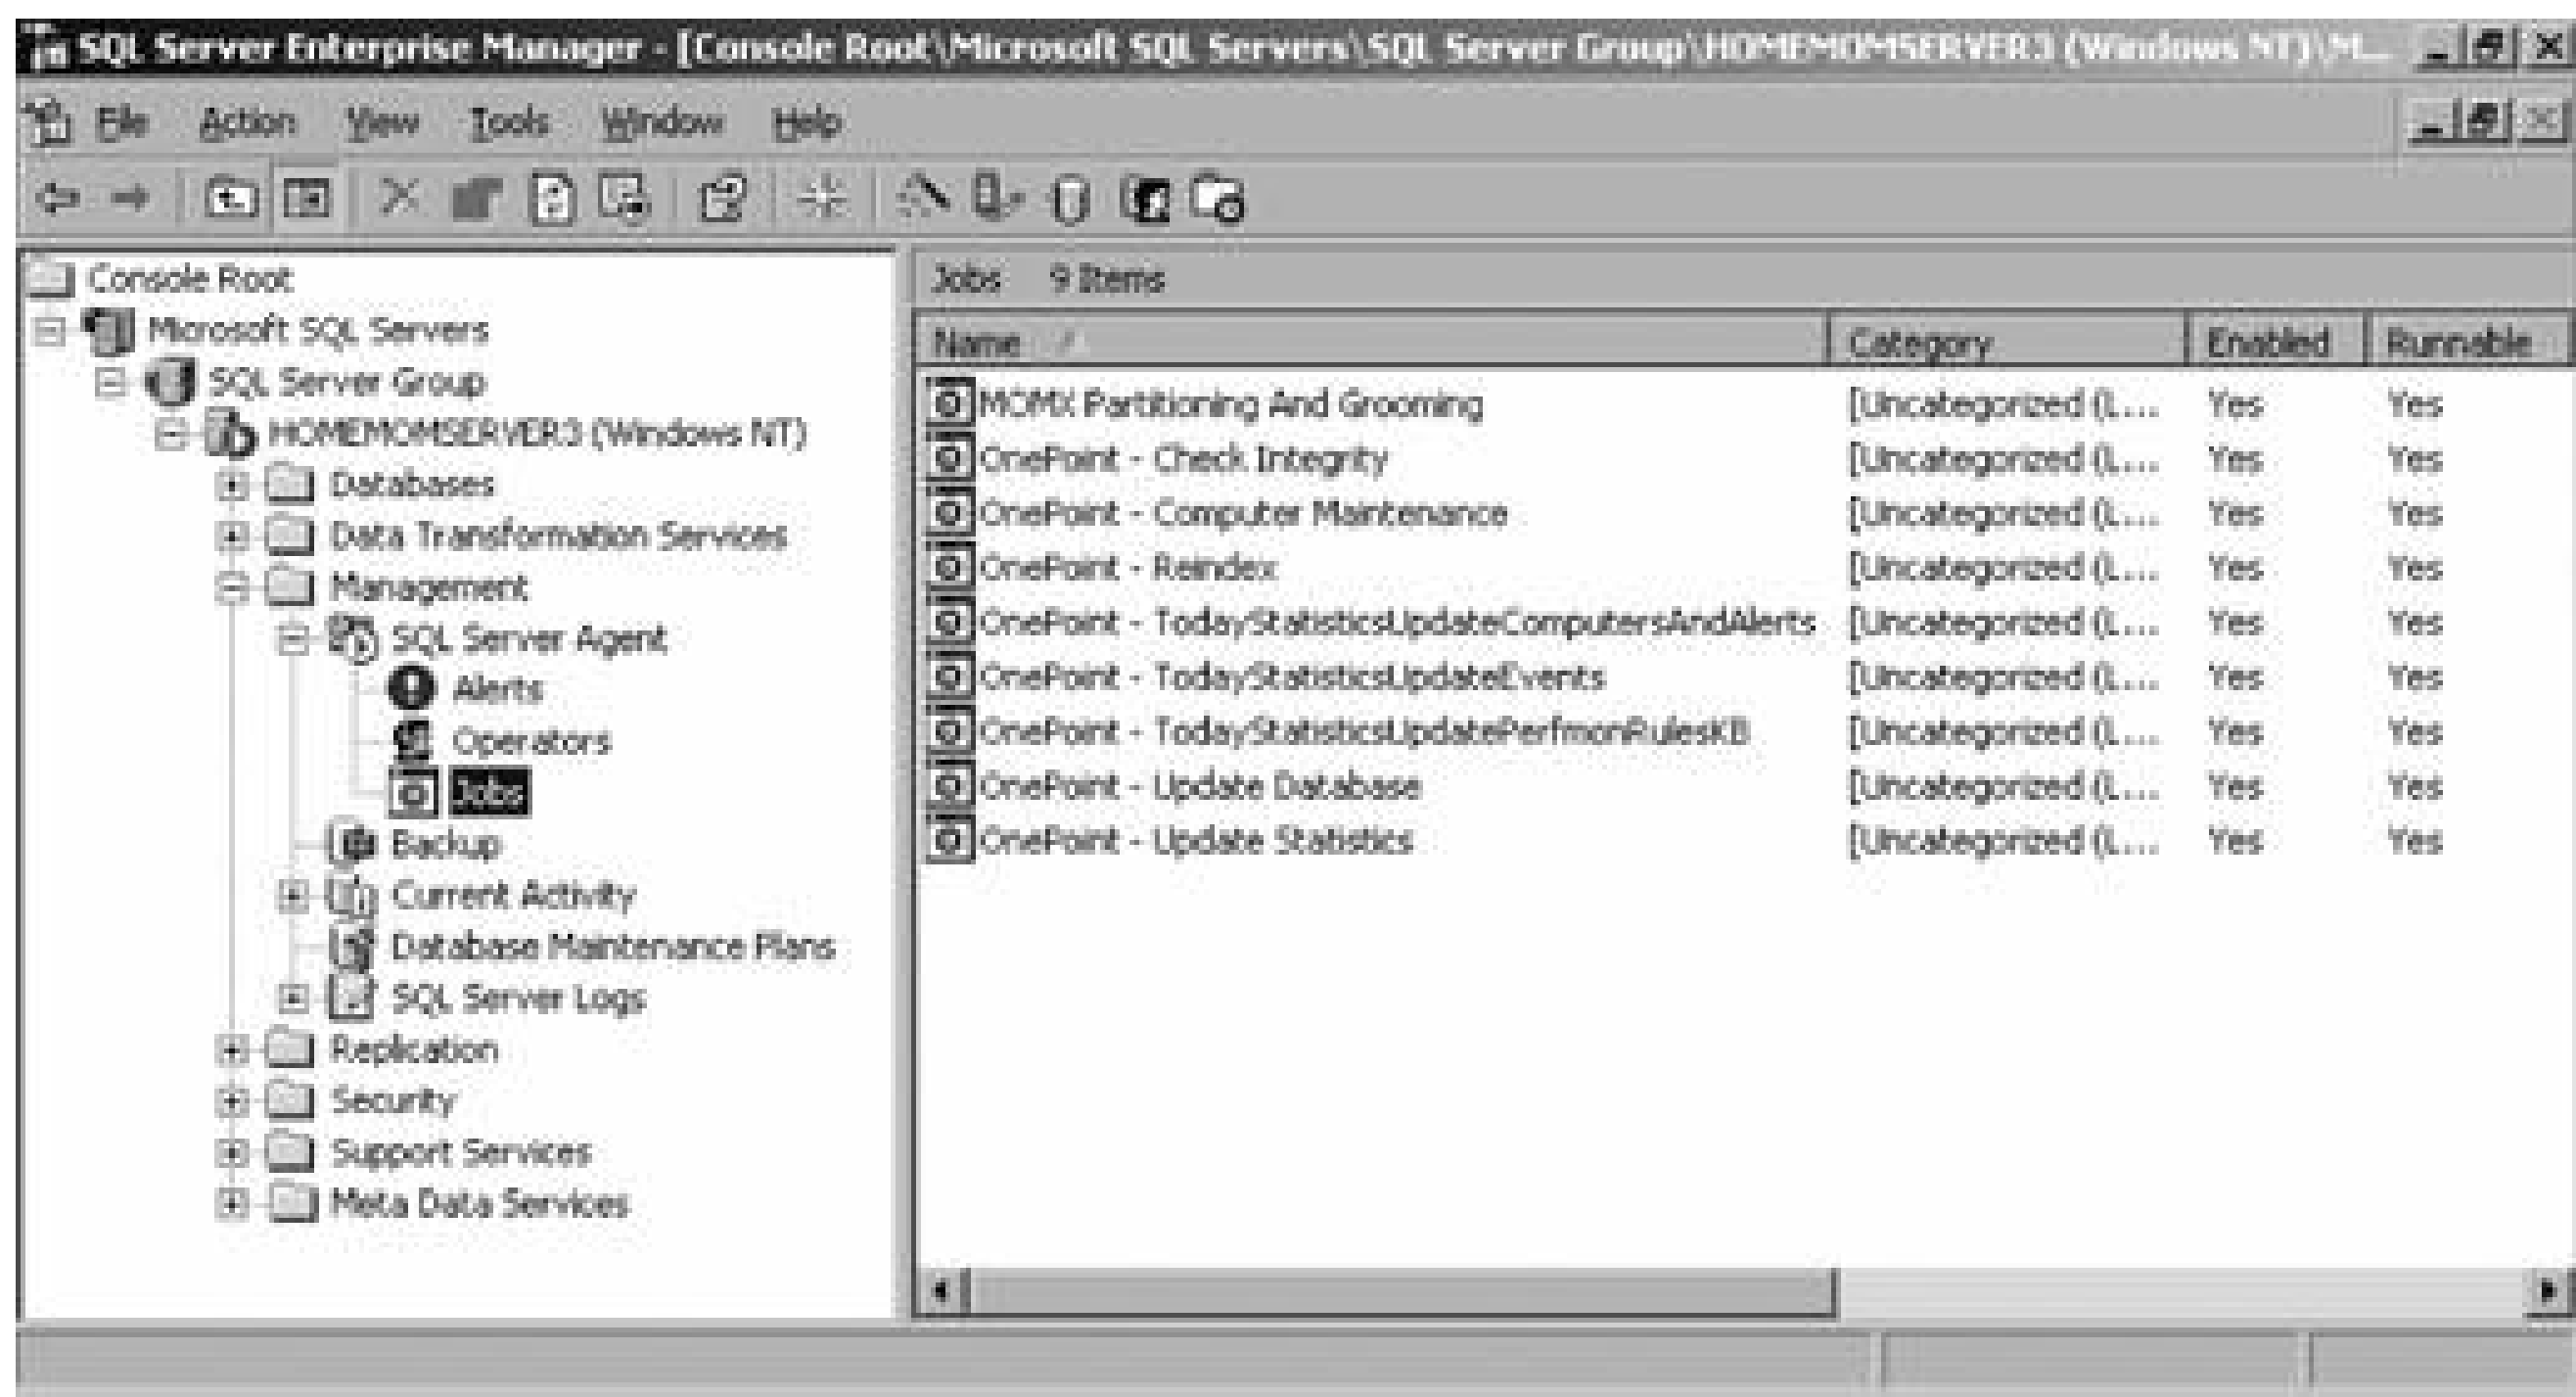 SQL Server Enterprise Manager - [Console Root\Microsoft SQL Servers\SQL Server Group\HOMEMOMSERVER3 (Windows NT)\M...
File Action View Tools Window Help
Console Root
Microsoft SQL Servers
SQL Server Group
HOMEMOMSERVER3 (Windows NT)
Databases
Data Transformation Services
Management
SQL Server Agent
Alerts
Operators
Jobs
Backup
Current Activity
Database Maintenance Plans
SQL Server Logs
Replication
Security
Support Services
Meta Data Services
Jobs 9 Items
Name Category Enabled Runnable
MOMX Partitioning And Grooming [Uncategorized (L... Yes Yes
OnePoint - Check Integrity [Uncategorized (L... Yes Yes
OnePoint - Computer Maintenance [Uncategorized (L... Yes Yes
OnePoint - Reindex [Uncategorized (L... Yes Yes
OnePoint - TodayStatisticsUpdateComputersAndAlerts [Uncategorized (L... Yes Yes
OnePoint - TodayStatisticsUpdateEvents [Uncategorized (L... Yes Yes
OnePoint - TodayStatisticsUpdatePerfmonRulesKB [Uncategorized (L... Yes Yes
OnePoint - Update Database [Uncategorized (L... Yes Yes
OnePoint - Update Statistics [Uncategorized (L... Yes Yes